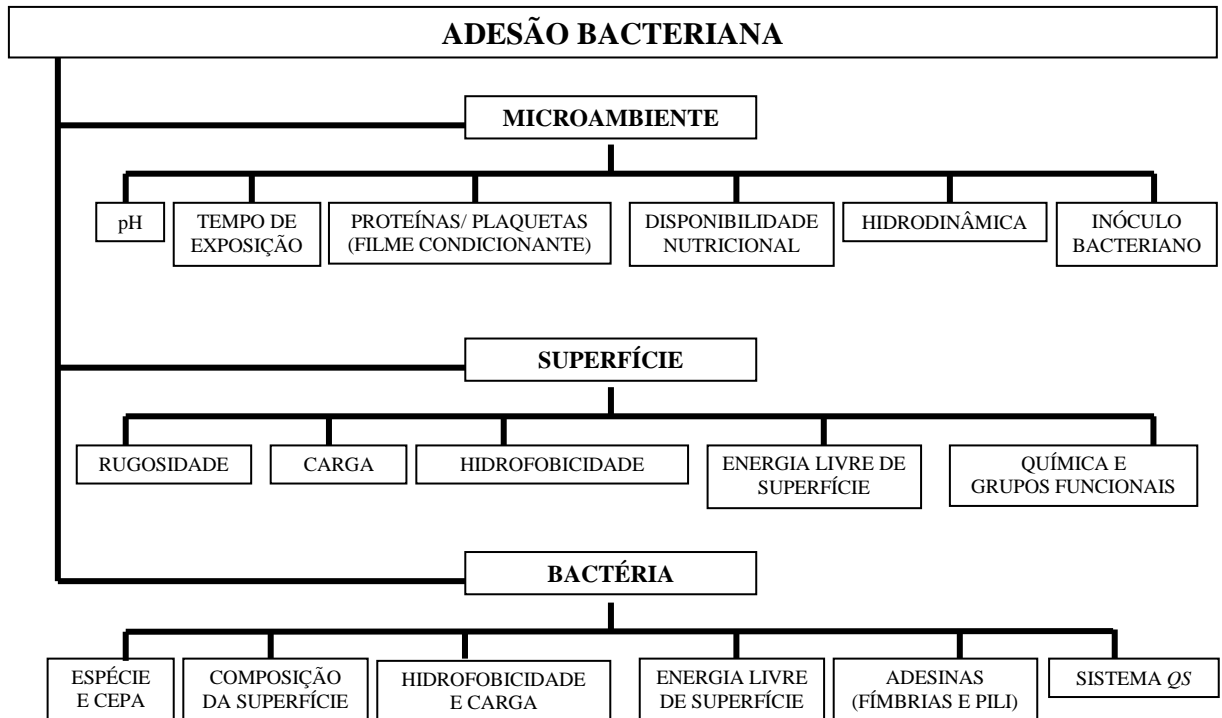 ADESÃO BACTERIANA
MICROAMBIENTE
pH
TEMPO DE
EXPOSIÇÃO
PROTEÍNAS/ PLAQUETAS
(FILME CONDICIONANTE)
DISPONIBILIDADE
NUTRICIONAL
HIDRODINÂMICA
INÓCULO
BACTERIANO
SUPERFÍCIE
RUGOSIDADE
CARGA
HIDROFOBICIDADE
ENERGIA LIVRE DE
SUPERFÍCIE
QUÍMICA E
GRUPOS FUNCIONAIS
BACTÉRIA
ESPÉCIE
E CEPA
COMPOSIÇÃO
DA SUPERFÍCIE
HIDROFOBICIDADE
E CARGA
ENERGIA LIVRE
DE SUPERFÍCIE
ADESINAS
(FÍMBRIAS E PILI)
SISTEMA QS